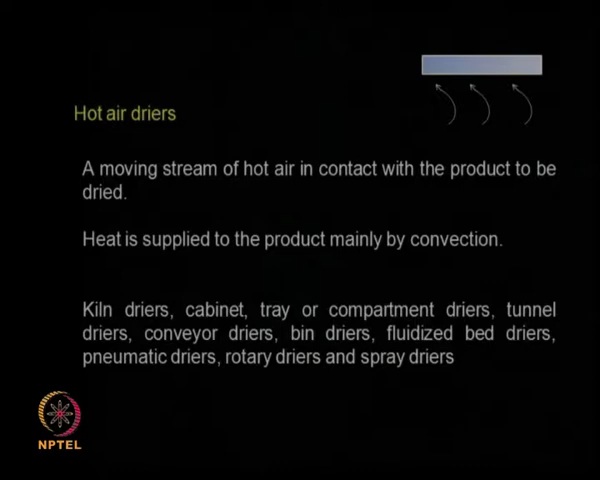 Hot air driers
A moving stream of hot air in contact with the product to be
dried.
Heat is supplied to the product mainly by convection.
Kiln driers, cabinet, tray or compartment driers, tunnel
driers, conveyor driers, bin driers, fluidized bed driers,
pneumatic driers, rotary driers and spray driers
NPTEL